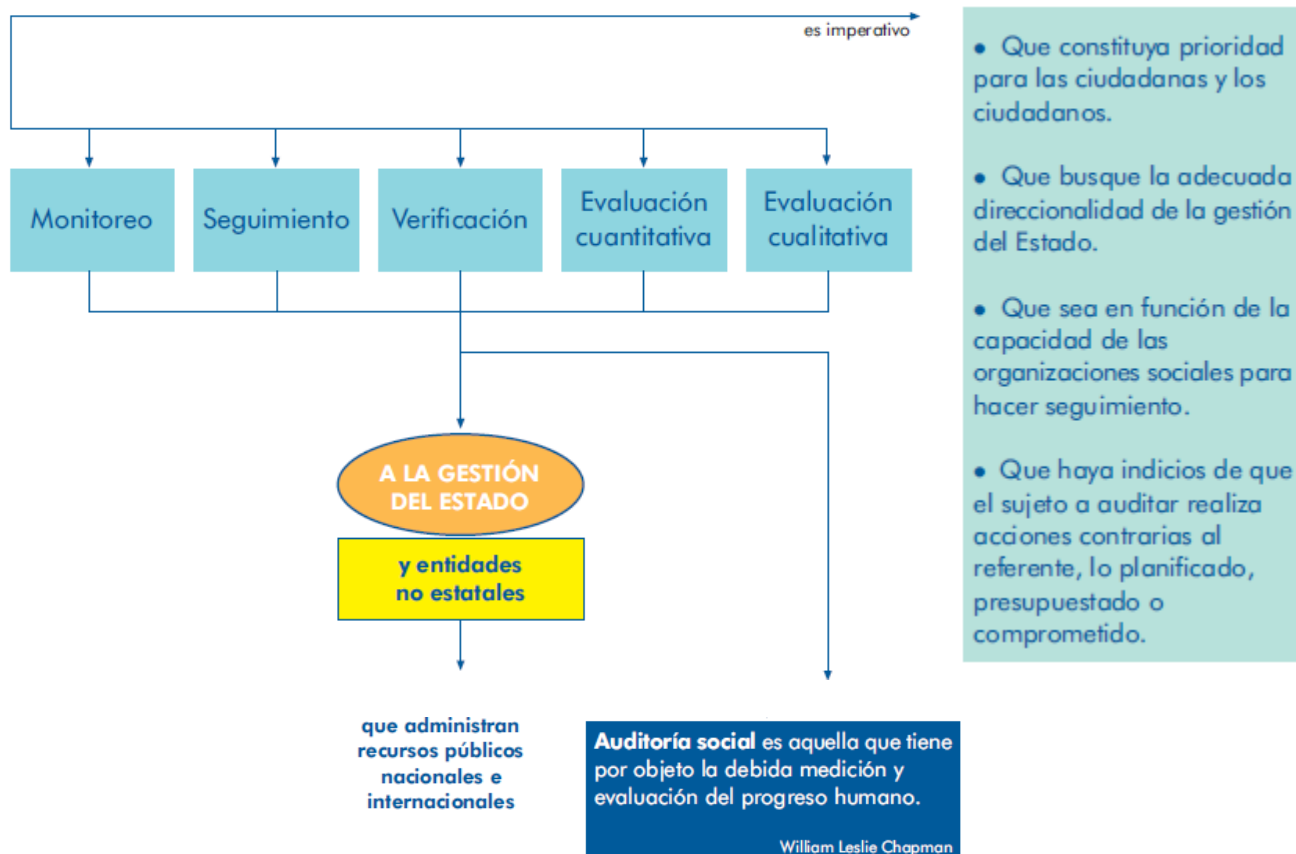 es imperativo
Monitoreo
Seguimiento
Verificación
Evaluación
cuantitativa
Evaluación
cualitativa
A LA GESTIÓN
DEL ESTADO
y entidades
no estatales
que administran
recursos públicos
nacionales e
internacionales
Auditoría social es aquella que tiene
por objeto la debida medición y
evaluación del progreso humano.
William Leslie Chapman
• Que constituya prioridad
para las ciudadanas y los
ciudadanos.
• Que busque la adecuada
direccionalidad de la gestión
del Estado.
• Que sea en función de la
capacidad de las
organizaciones sociales para
hacer seguimiento.
• Que haya indicios de que
el sujeto a auditar realiza
acciones contrarias al
referente, lo planificado,
presupuestado o
comprometido.